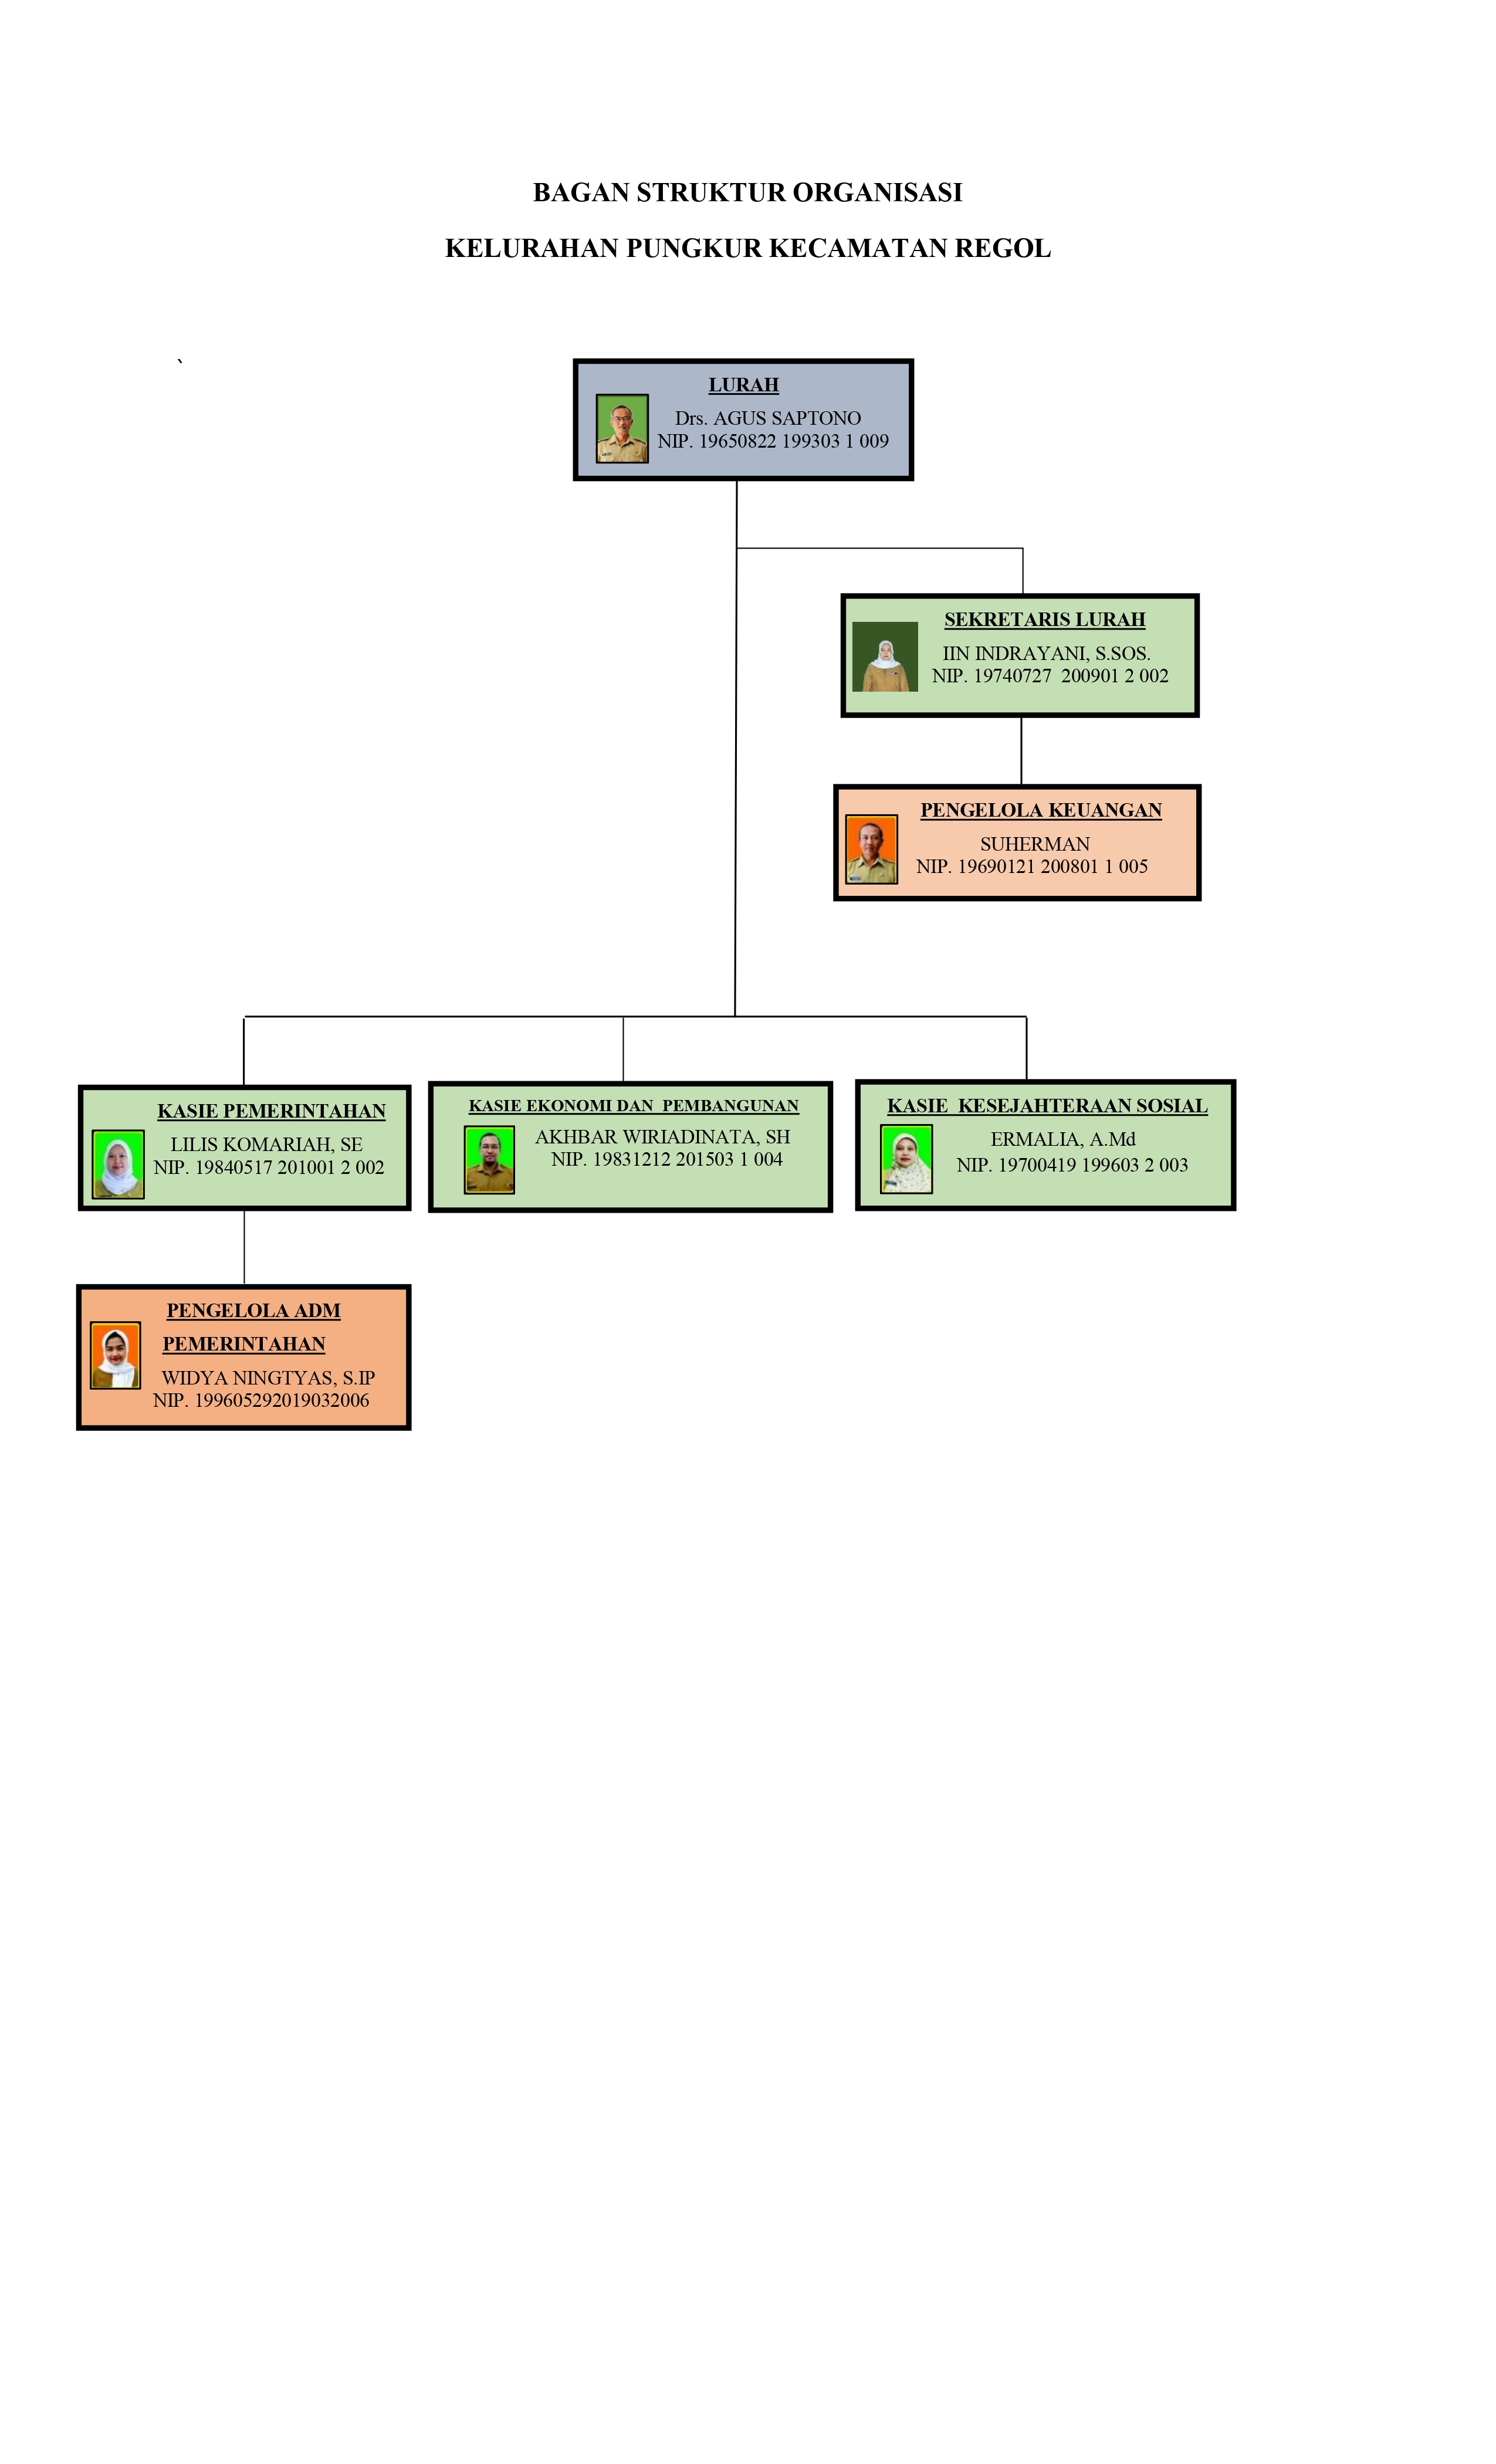 BAGAN STRUKTUR ORGANISASI
KELURAHAN PUNGKUR KECAMATAN REGOL
`
LURAH
Drs. AGUS SAPTONO
NIP. 19650822 199303 1 009
SEKRETARIS LURAH
IIN INDRAYANI, S.SOS.
NIP. 19740727  200901 2 002
PENGELOLA KEUANGAN
SUHERMAN
NIP. 19690121 200801 1 005
KASIE PEMERINTAHAN
LILIS KOMARIAH, SE
NIP. 19840517 201001 2 002
KASIE EKONOMI DAN  PEMBANGUNAN
AKHBAR WIRIADINATA, SH
NIP. 19831212 201503 1 004
KASIE  KESEJAHTERAAN SOSIAL
ERMALIA, A.Md
NIP. 19700419 199603 2 003
PENGELOLA ADM
PEMERINTAHAN
WIDYA NINGTYAS, S.IP
NIP. 199605292019032006